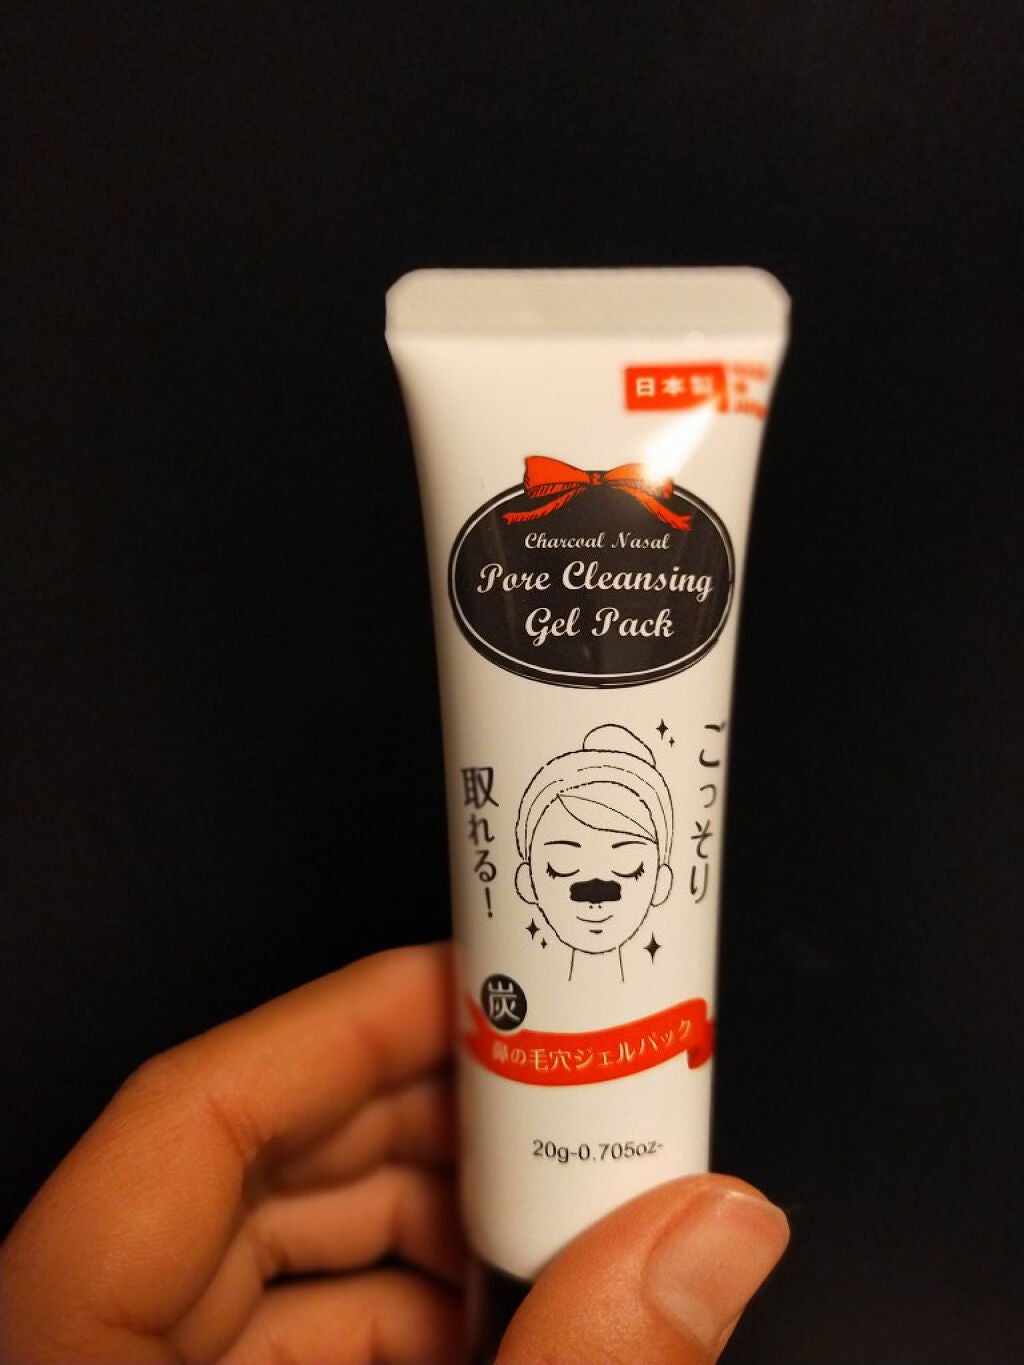 日本製
Charcoal Nasal
Pore Cleansing
Gel Pack
ごっそり
取れる!
炭
鼻の毛穴ジェルパック
20g-0.705oz-